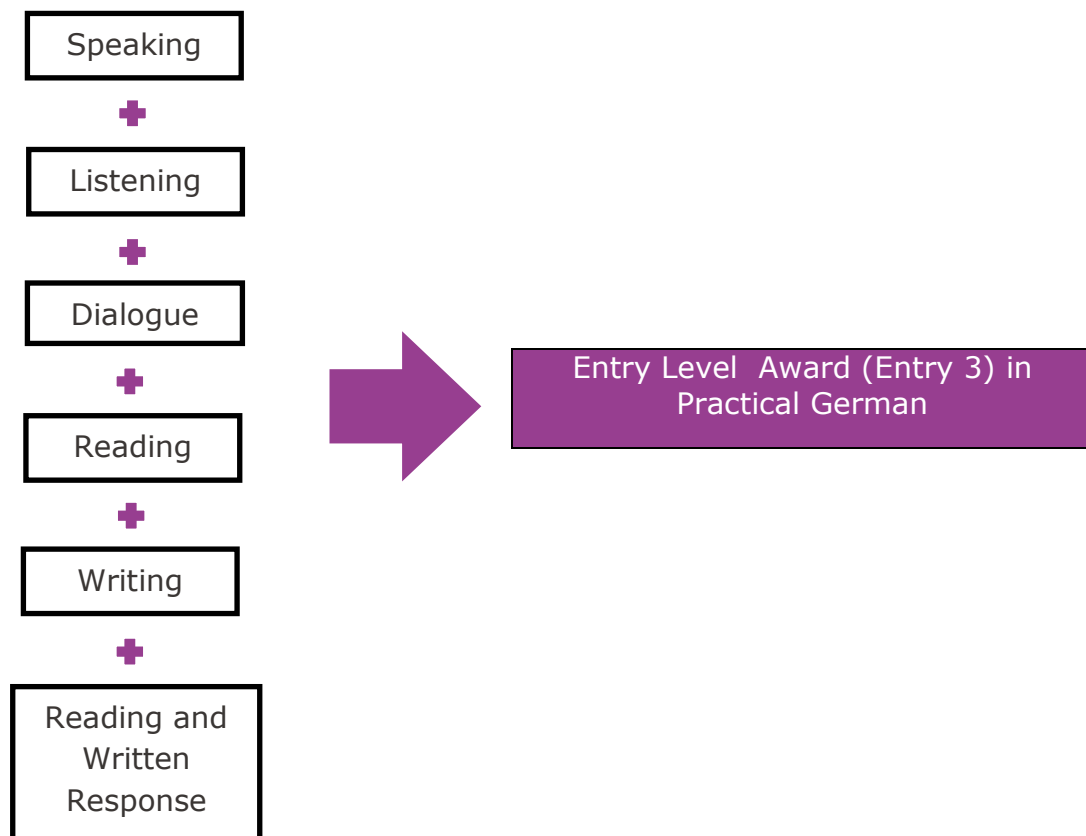 Speaking
Listening
Dialogue
Reading
Writing
Reading and
Written
Response
Entry Level  Award (Entry 3) in
Practical German